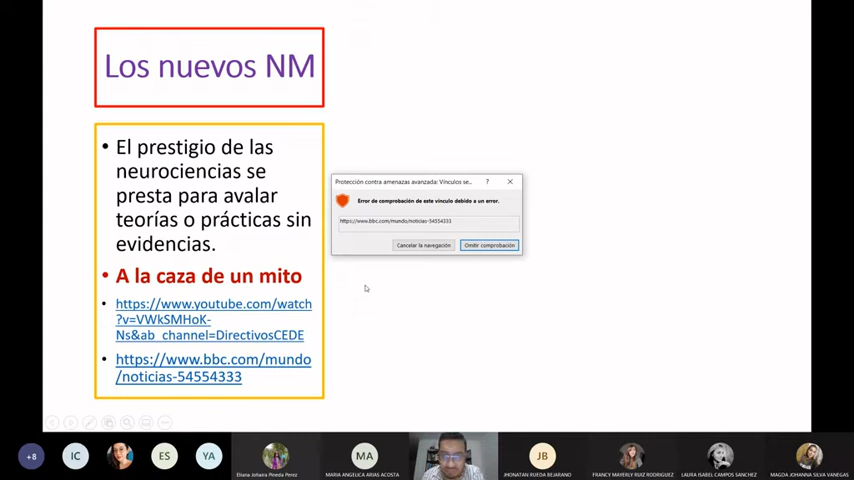 Los nuevos NM
• El prestigio de las
neurociencias se
presta para avalar
teorías o prácticas sin
evidencias.
• A la caza de un mito
• https://www.youtube.com/watch
?v=VWkSMHoK-
Ns&ab_channel=DirectivosCEDE
• https://www.bbc.com/mundo
/noticias-54554333
Protección contra amenazas avanzada: Vínculos se...
?
Error de comprobación de este vínculo debido a un error.
https://www.bbc.com/mundo/noticias-54554333
Cancelar la navegación
Omitir comprobación
+8
IC
ES
YA
Eliana Johaira Pineda Perez
MA
MARIA ANGELICA ARIAS ACOSTA
JB
JHONATAN RUEDA BEJARANO
FRANCY MAYERLY RUIZ RODRIGUEZ
LAURA ISABEL CAMPOS SANCHEZ
MAGDA JOHANNA SILVA VANEGAS